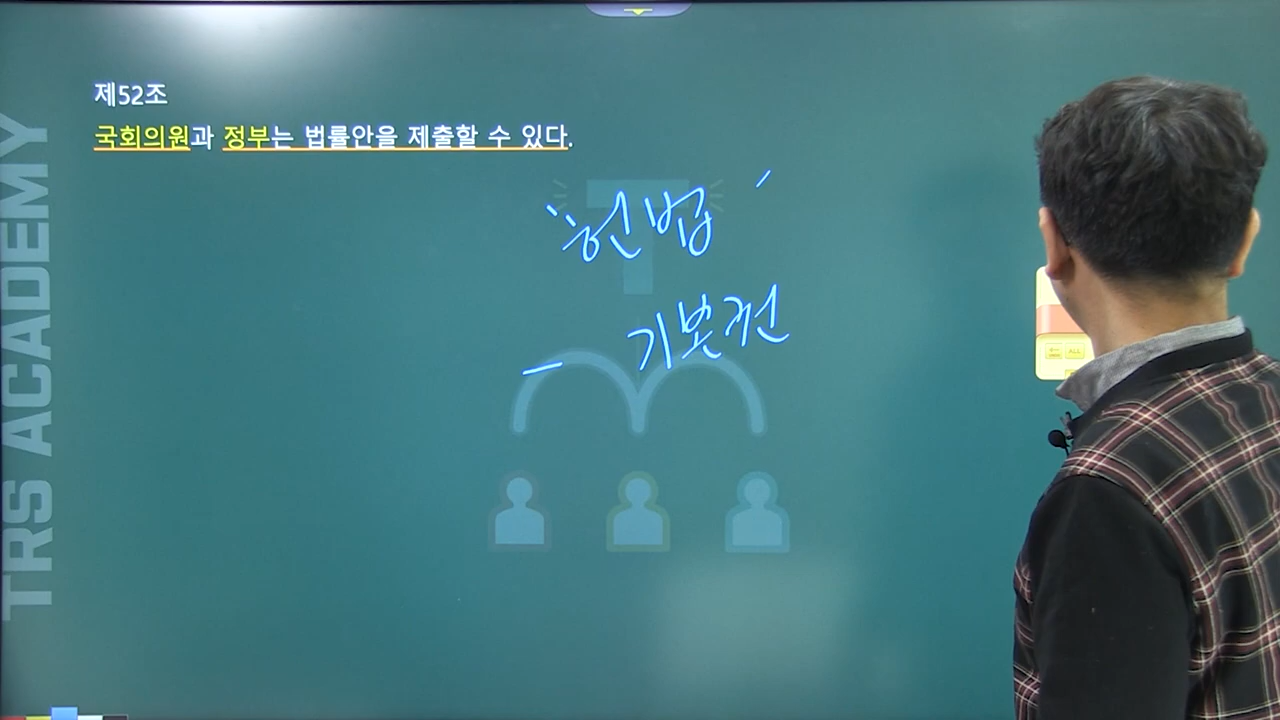 제52조
국회의원과 정부는 법률안을 제출할 수 있다.
"헌법'
- 기본권
TRS ACADEMY
ALL